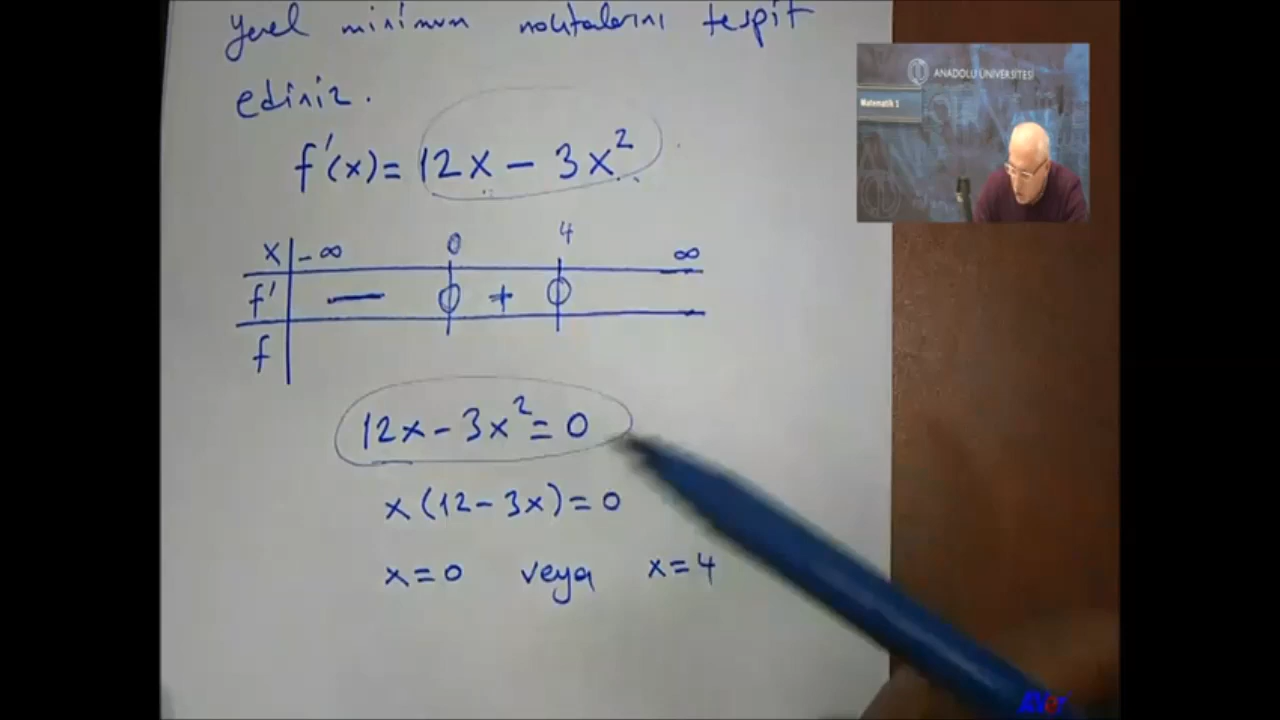 yerel minimum noktalarını tespit
ediniz.
f'(x) = 12x - 3x²
x -∞ 0 4 ∞
f' — 0 + 0
f
12x - 3x² = 0
x(12 - 3x) = 0
x = 0 veya x = 4
ANADOLU ÜNİVERSİTESİ
Matematik 1